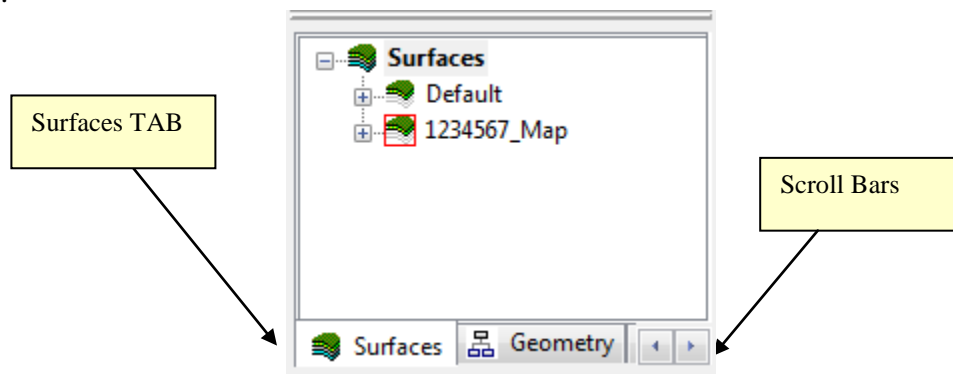 Surfaces
Default
1234567_Map
Surfaces TAB
Scroll Bars
Surfaces Geometry